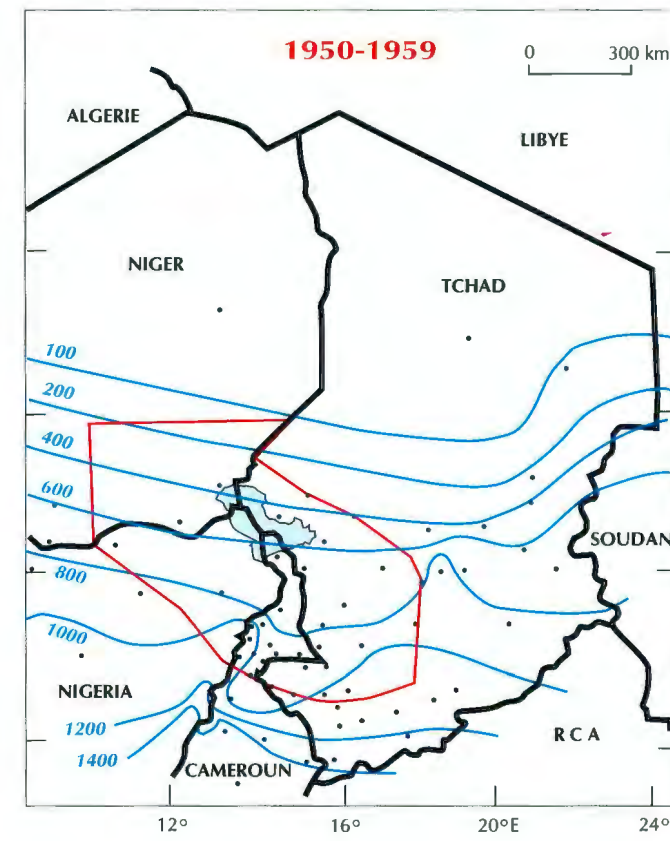 1950-1959
0 300 km
ALGERIE
LIBYE
NIGER
TCHAD
100
200
400
600
SOUDAN
800
1000
NIGERIA
1200
RCA
1400
CAMEROUN
12° 16° 20°E 24°